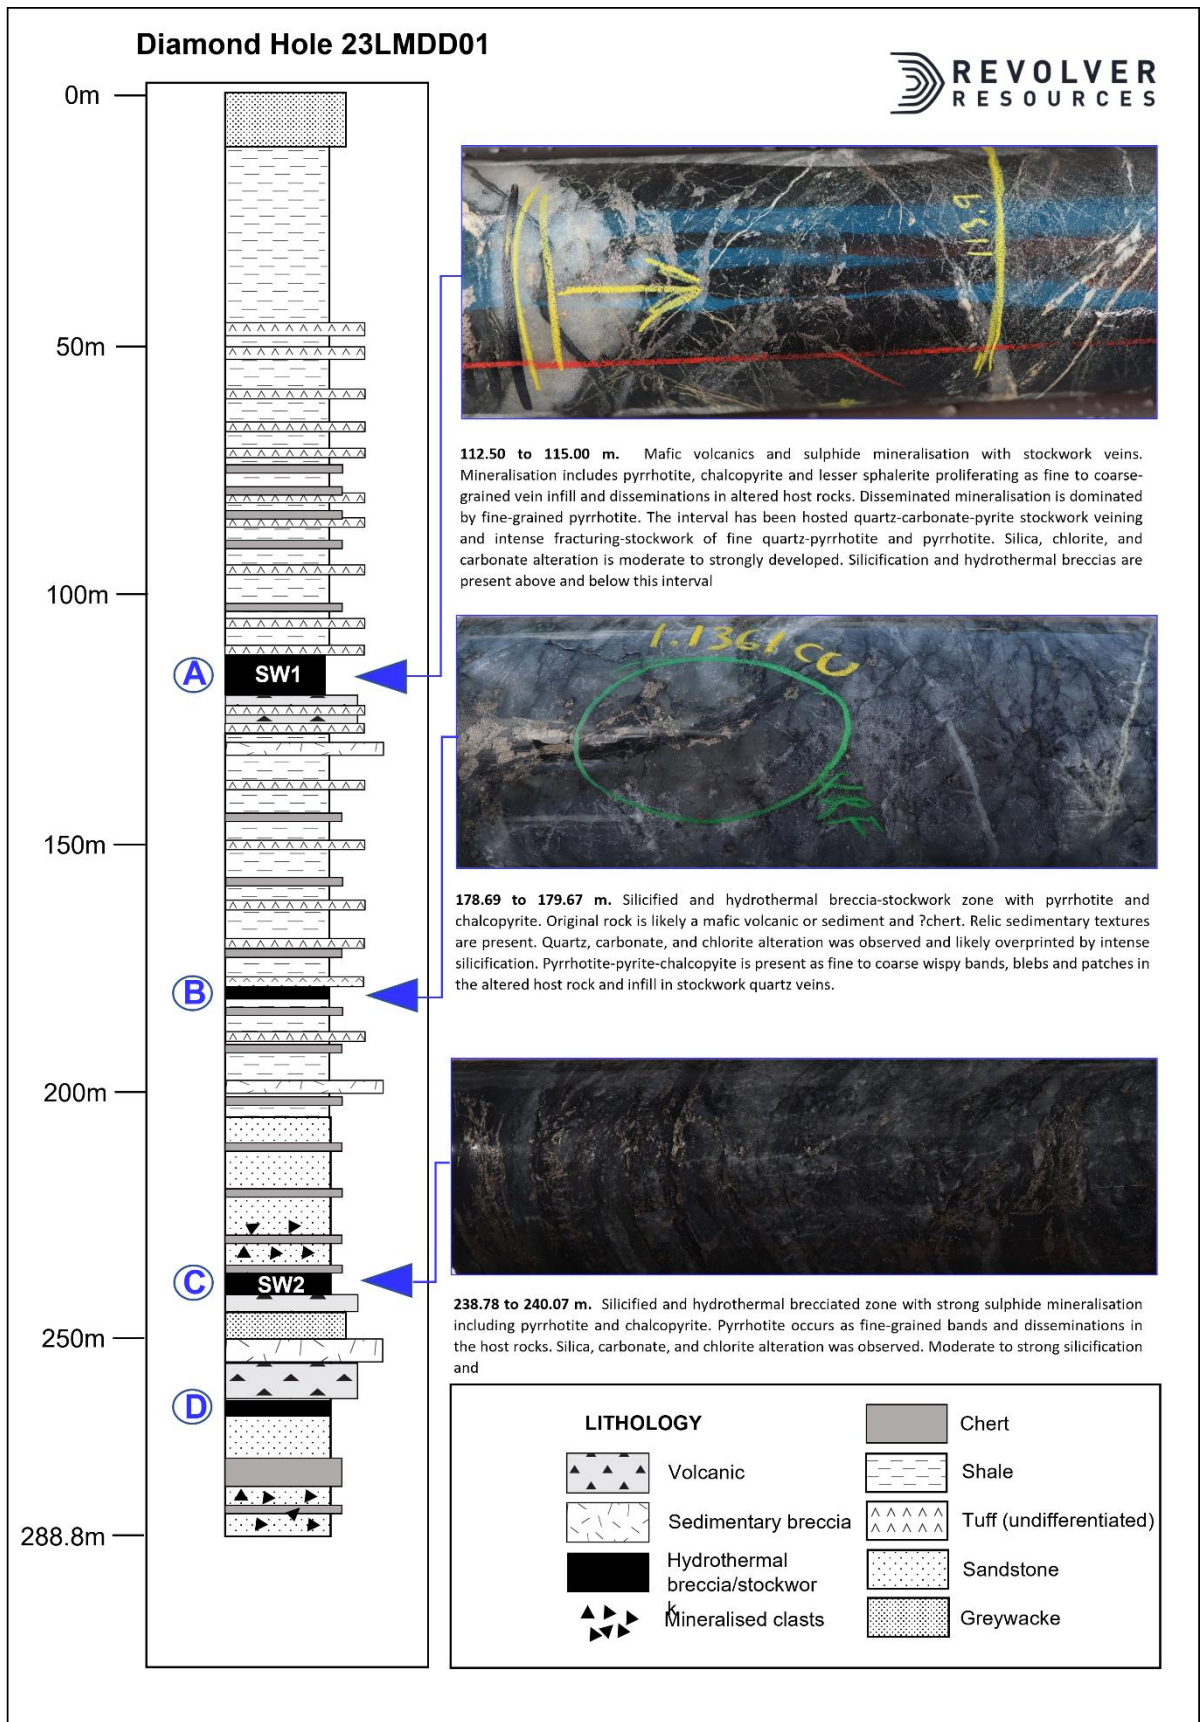 Diamond Hole 23LMDD01
REVOLVER
RESOURCES
0m
50m
100m
150m
200m
250m
288.8m
A
SW1
B
C
SW2
D
113.9
112.50 to 115.00 m. Mafic volcanics and sulphide mineralisation with stockwork veins.
Mineralisation includes pyrrhotite, chalcopyrite and lesser sphalerite proliferating as fine to coarse-
grained vein infill and disseminations in altered host rocks. Disseminated mineralisation is dominated
by fine-grained pyrrhotite. The interval has been hosted quartz-carbonate-pyrite stockwork veining
and intense fracturing-stockwork of fine quartz-pyrrhotite and pyrrhotite. Silica, chlorite, and
carbonate alteration is moderate to strongly developed. Silicification and hydrothermal breccias are
present above and below this interval
178.69 to 179.67 m. Silicified and hydrothermal breccia-stockwork zone with pyrrhotite and
chalcopyrite. Original rock is likely a mafic volcanic or sediment and ?chert. Relic sedimentary textures
are present. Quartz, carbonate, and chlorite alteration was observed and likely overprinted by intense
silicification. Pyrrhotite-pyrite-chalcopyite is present as fine to coarse wispy bands, blebs and patches in
the altered host rock and infill in stockwork quartz veins.
238.78 to 240.07 m. Silicified and hydrothermal brecciated zone with strong sulphide mineralisation
including pyrrhotite and chalcopyrite. Pyrrhotite occurs as fine-grained bands and disseminations in
the host rocks. Silica, carbonate, and chlorite alteration was observed. Moderate to strong silicification
and
LITHOLOGY
Volcanic
Sedimentary breccia
Hydrothermal
breccia/stockwor
k
Mineralised clasts
Chert
Shale
Tuff (undifferentiated)
Sandstone
Greywacke